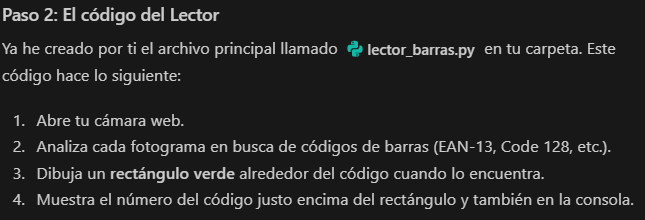 Paso 2: El código del Lector
Ya he creado por ti el archivo principal llamado lector_barras.py en tu carpeta. Este
código hace lo siguiente:
1. Abre tu cámara web.
2. Analiza cada fotograma en busca de códigos de barras (EAN-13, Code 128, etc.).
3. Dibuja un rectángulo verde alrededor del código cuando lo encuentra.
4. Muestra el número del código justo encima del rectángulo y también en la consola.